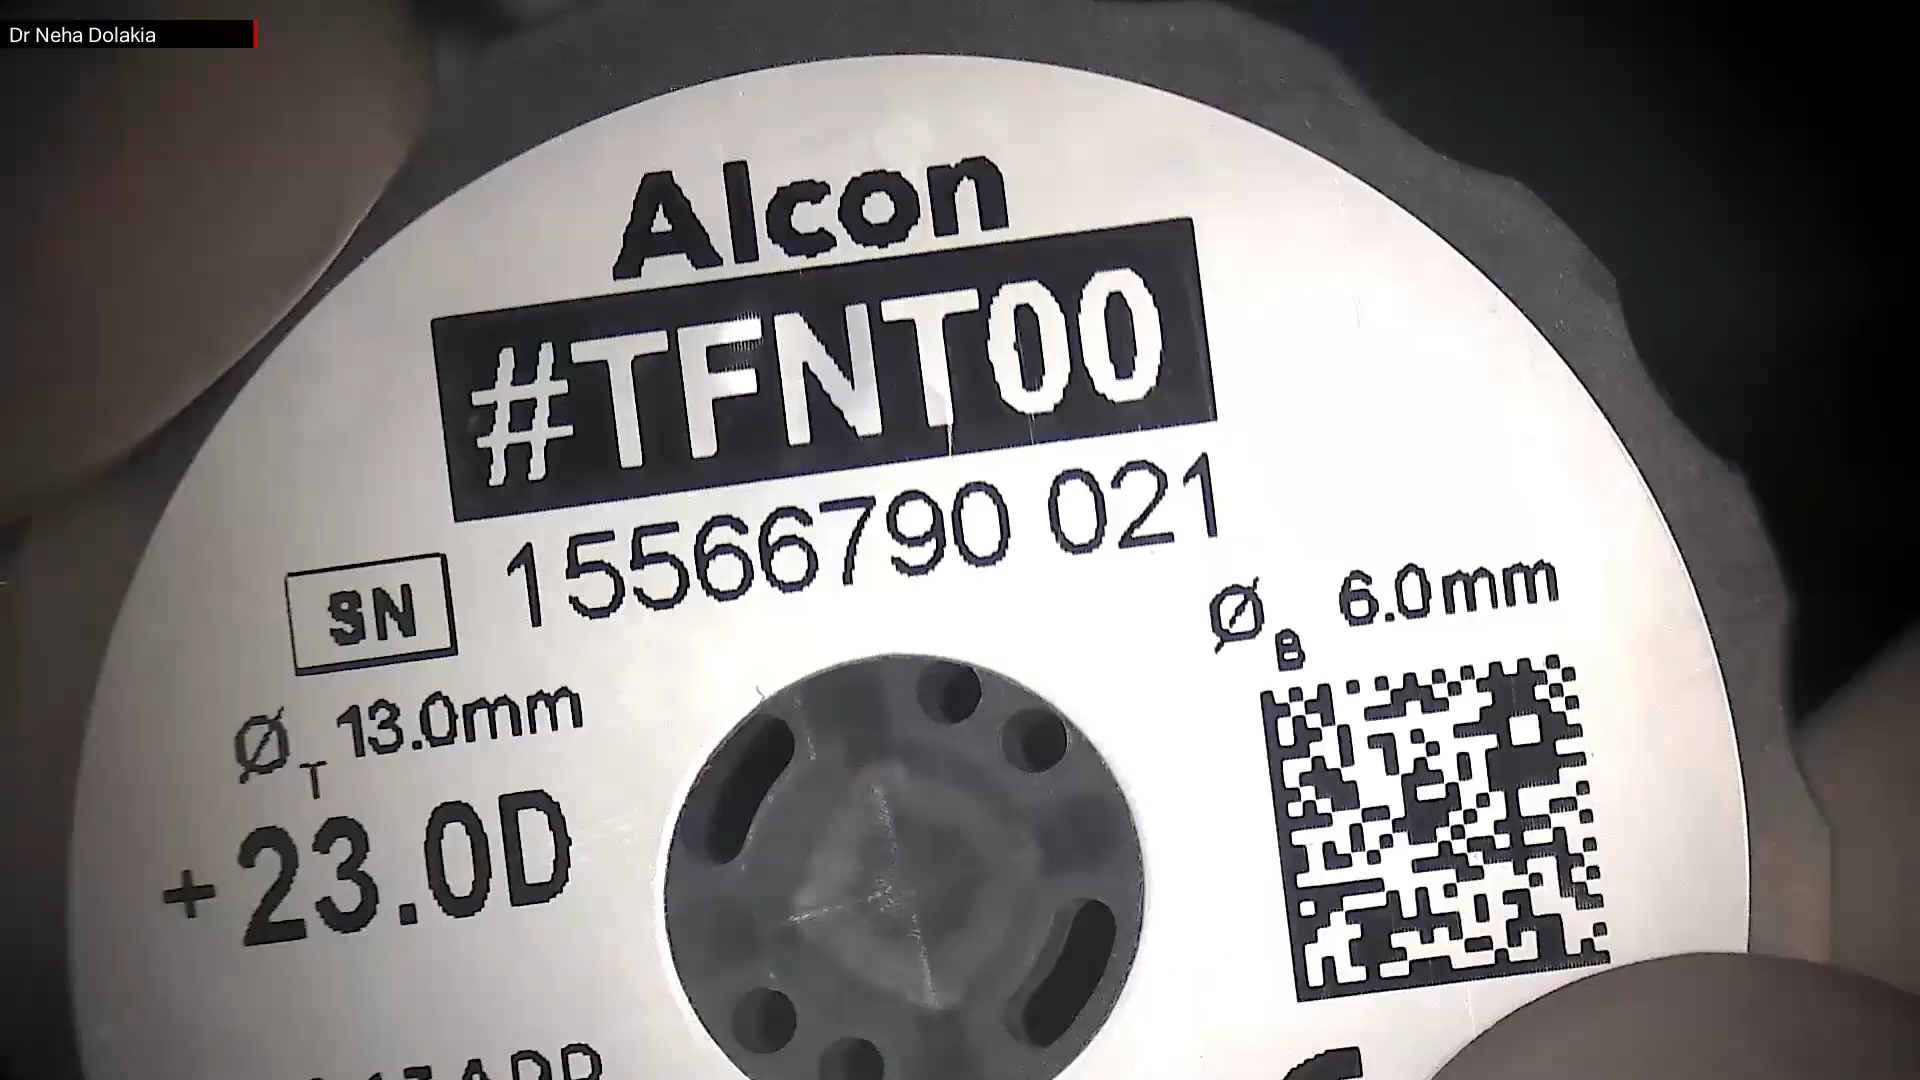 Dr Neha Dolakia
Alcon
#TFNT00
SN 15566790 021
Ø B 6.0mm
Ø T 13.0mm
+23.0D